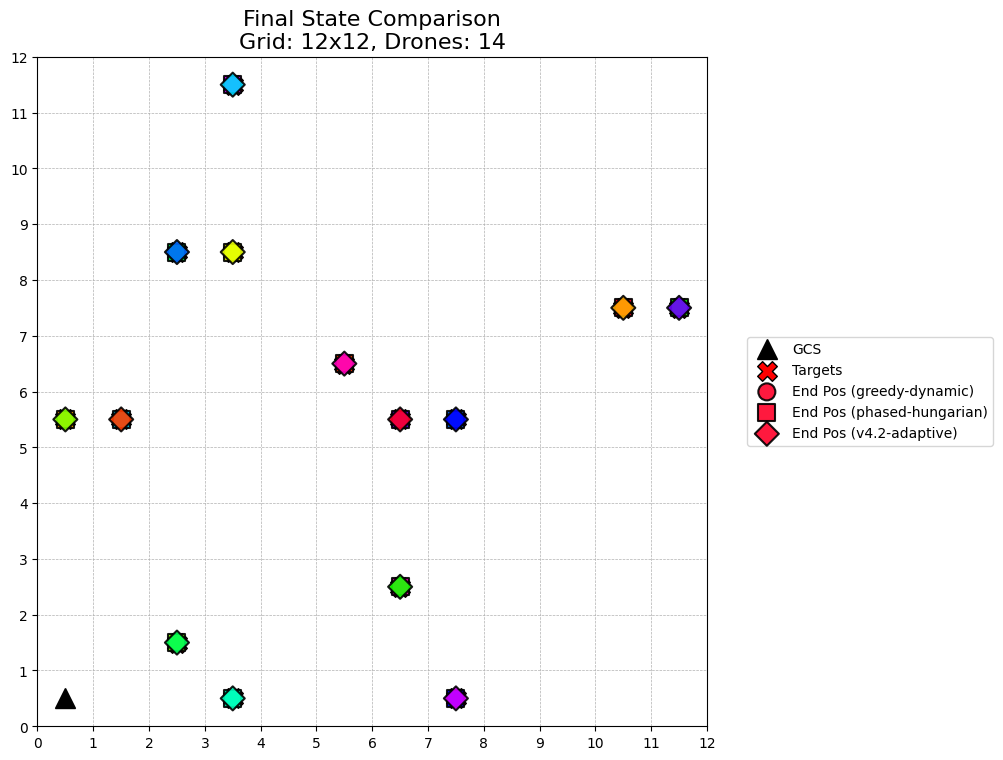 Final State Comparison
Grid: 12x12, Drones: 14
12
11
10
9
8
7
6
5
4
3
2
1
0
0 1 2 3 4 5 6 7 8 9 10 11 12
GCS
Targets
End Pos (greedy-dynamic)
End Pos (phased-hungarian)
End Pos (v4.2-adaptive)